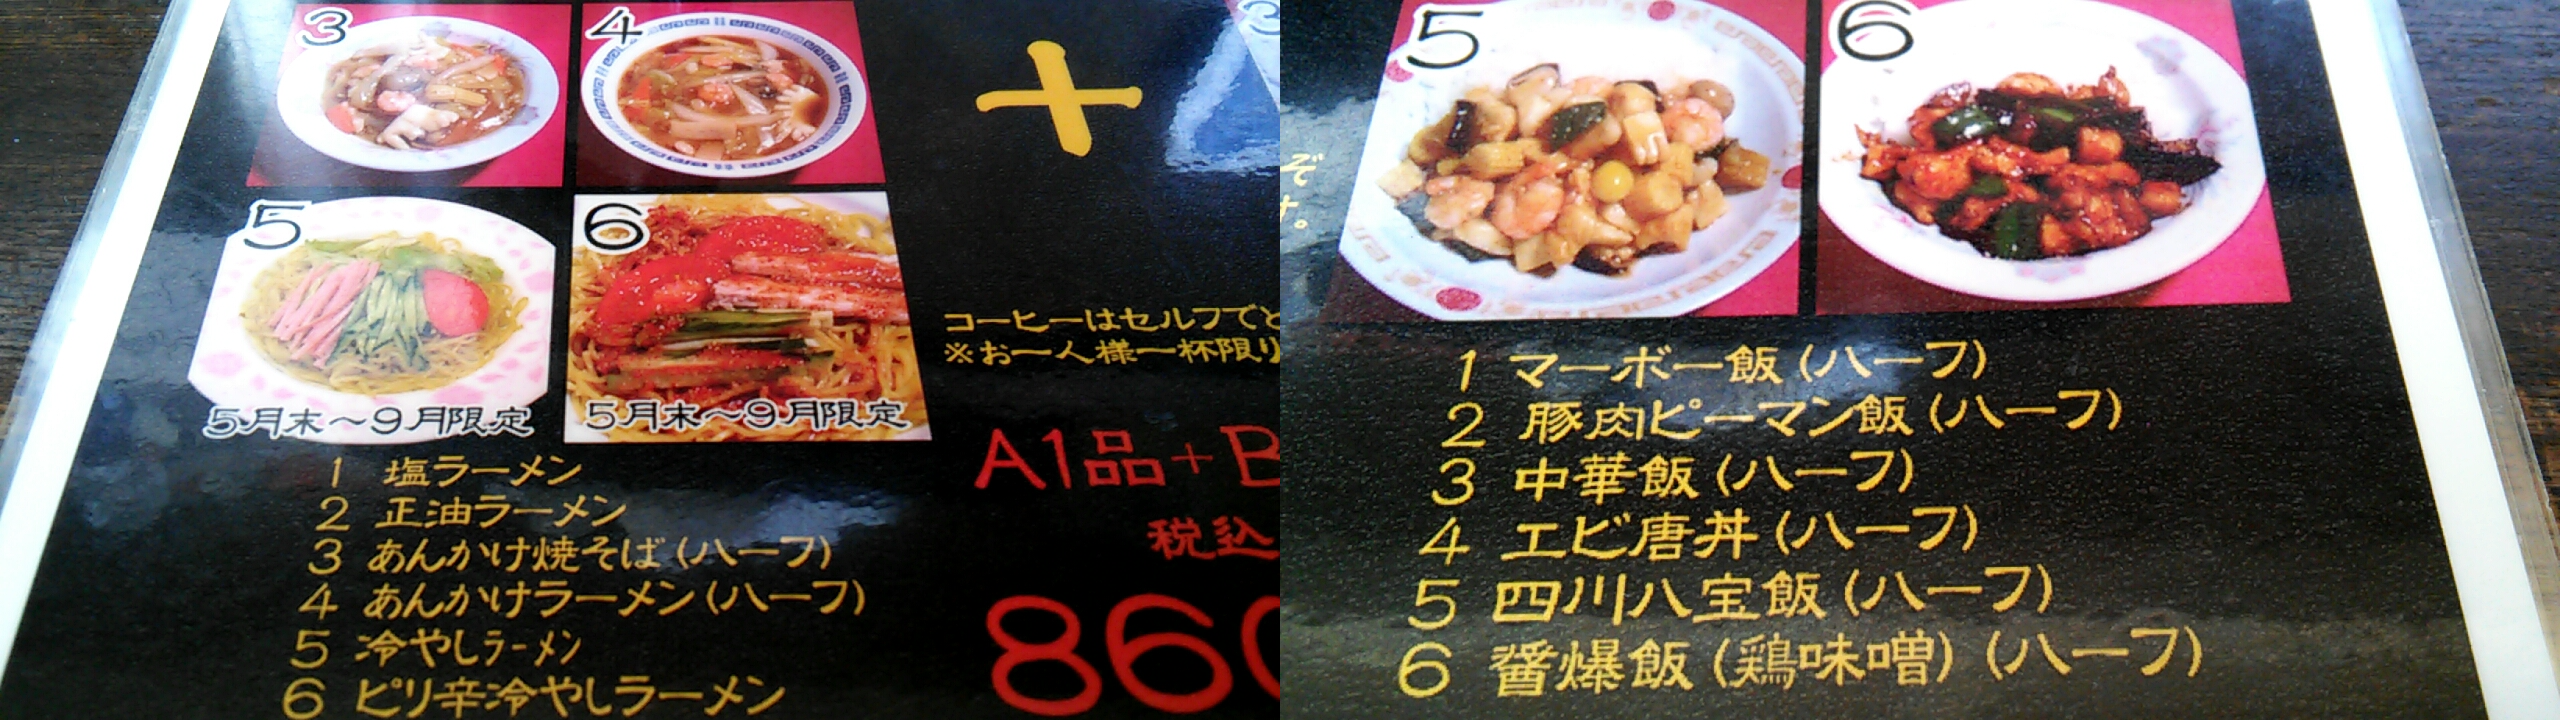 3
4
+
5
6
5月末～9月限定
5月末～9月限定
コーヒーはセルフでど
※お一人様一杯限り
A1品+B
税込
860
1 塩ラーメン
2 正油ラーメン
3 あんかけ焼そば(ハーフ)
4 あんかけラーメン(ハーフ)
5 冷やしラーメン
6 ピリ辛冷やしラーメン
5
6
ぞ
す。
1 マーボー飯(ハーフ)
2 豚肉ピーマン飯(ハーフ)
3 中華飯(ハーフ)
4 エビ唐丼(ハーフ)
5 四川八宝飯(ハーフ)
6 醤爆飯(鶏味噌)(ハーフ)